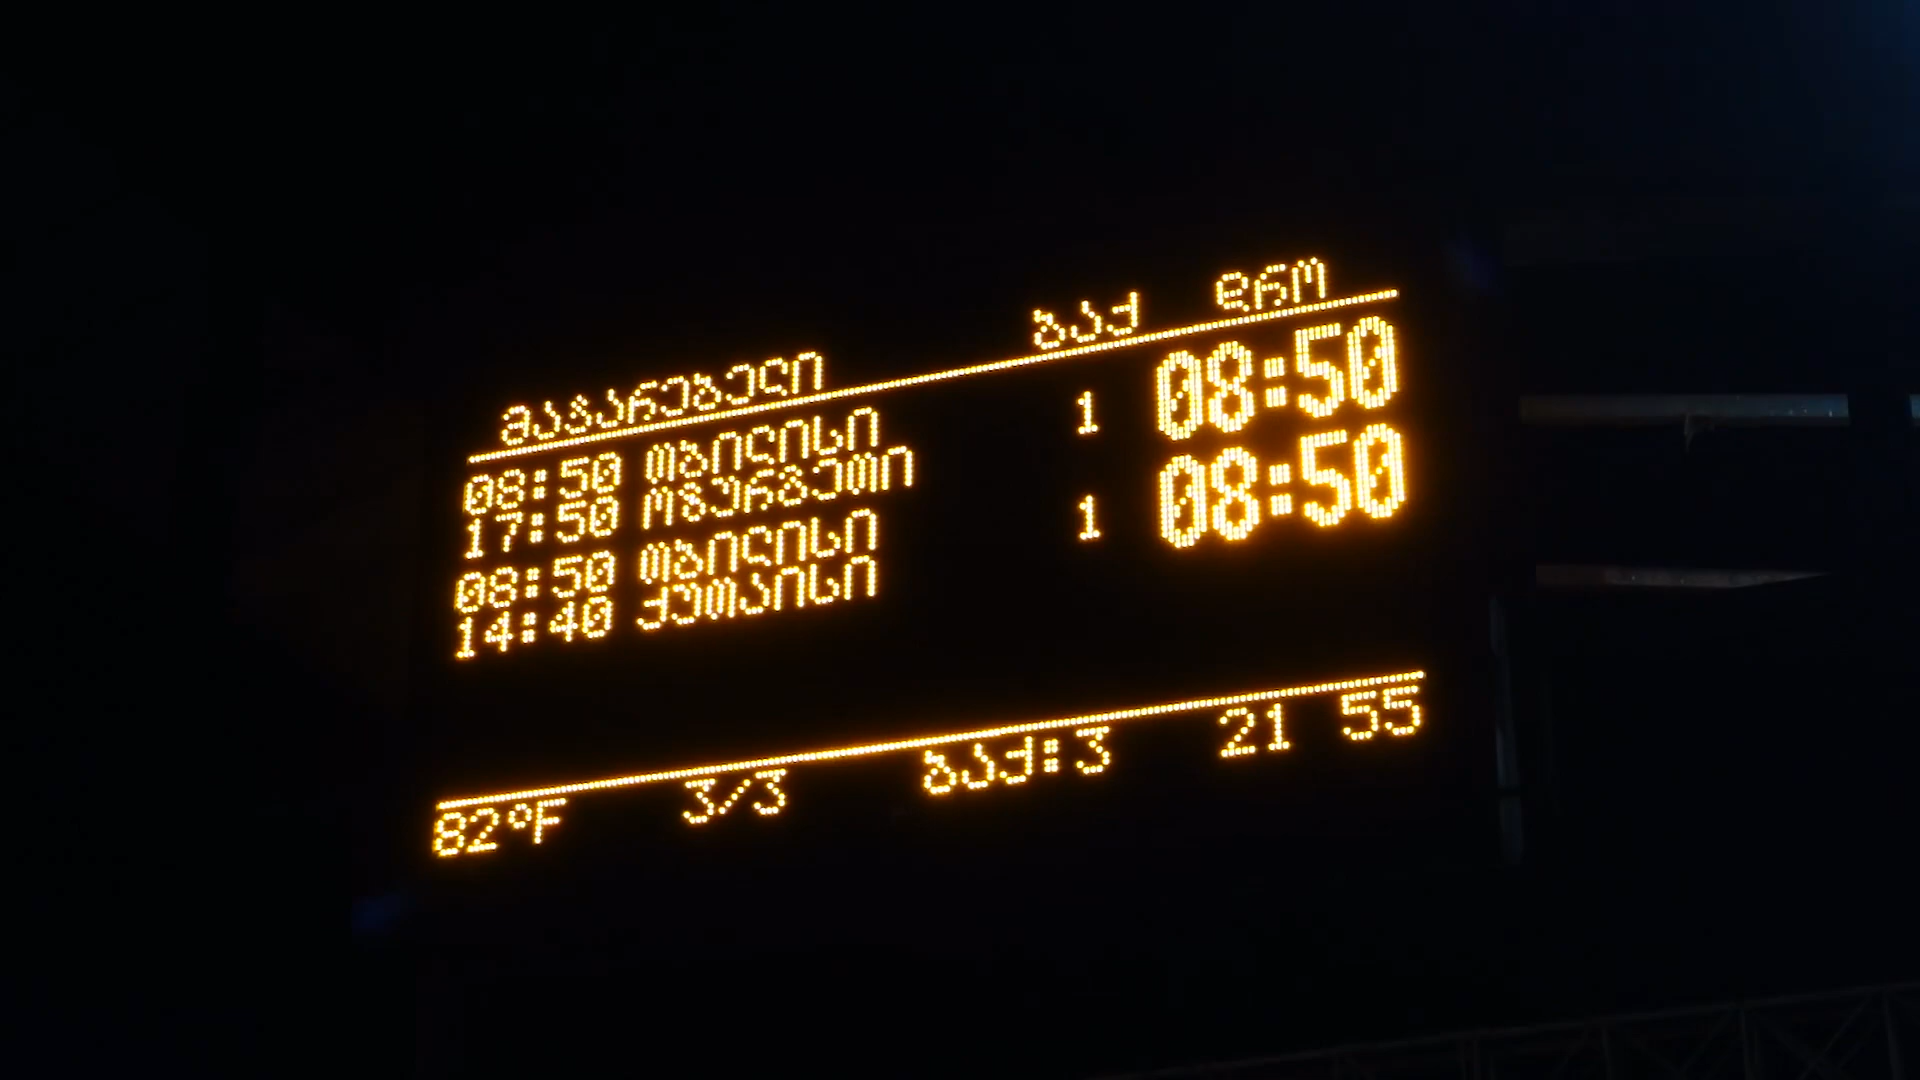 მატარებელი ბაქ დრო
08:50 თბილისი 1 08:50
17:50 ოზურგეთი
08:50 თბილისი 1 08:50
14:40 ქუთაისი
82°F 3/3 ბაქ:3 21 55